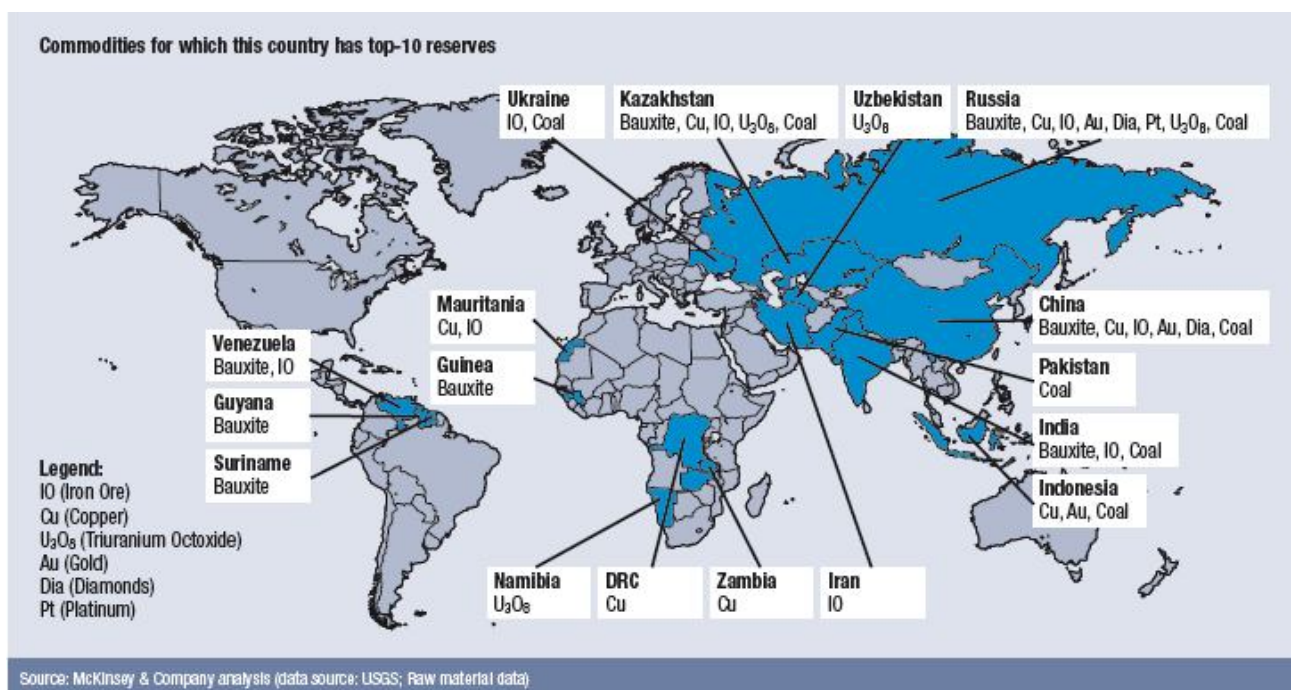 Commodities for which this country has top-10 reserves
Ukraine
IO, Coal
Kazakhstan
Bauxite, Cu, IO, U₃O₈, Coal
Uzbekistan
U₃O₈
Russia
Bauxite, Cu, IO, Au, Dia, Pt, U₃O₈, Coal
Mauritania
Cu, IO
Venezuela
Bauxite, IO
Guinea
Bauxite
Guyana
Bauxite
Suriname
Bauxite
China
Bauxite, Cu, IO, Au, Dia, Coal
Pakistan
Coal
India
Bauxite, IO, Coal
Indonesia
Cu, Au, Coal
Legend:
IO (Iron Ore)
Cu (Copper)
U₃O₈ (Triuranium Octoxide)
Au (Gold)
Dia (Diamonds)
Pt (Platinum)
Namibia
U₃O₈
DRC
Cu
Zambia
Cu
Iran
IO
Source: McKinsey & Company analysis (data source: USGS; Raw material data)